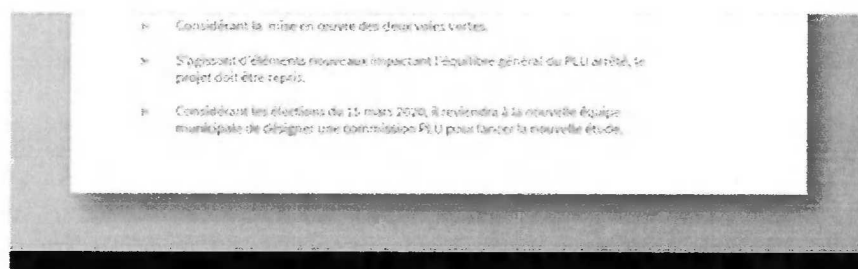 » Considérant la mise en œuvre des deux voies vertes.
» S'agissant d'éléments nouveaux impactant l'équilibre général du PLU arrêté, le
projet doit être repris.
» Considérant les élections du 15 mars 2020, il reviendra à la nouvelle équipe
municipale de désigner une commission PLU pour lancer la nouvelle étude.